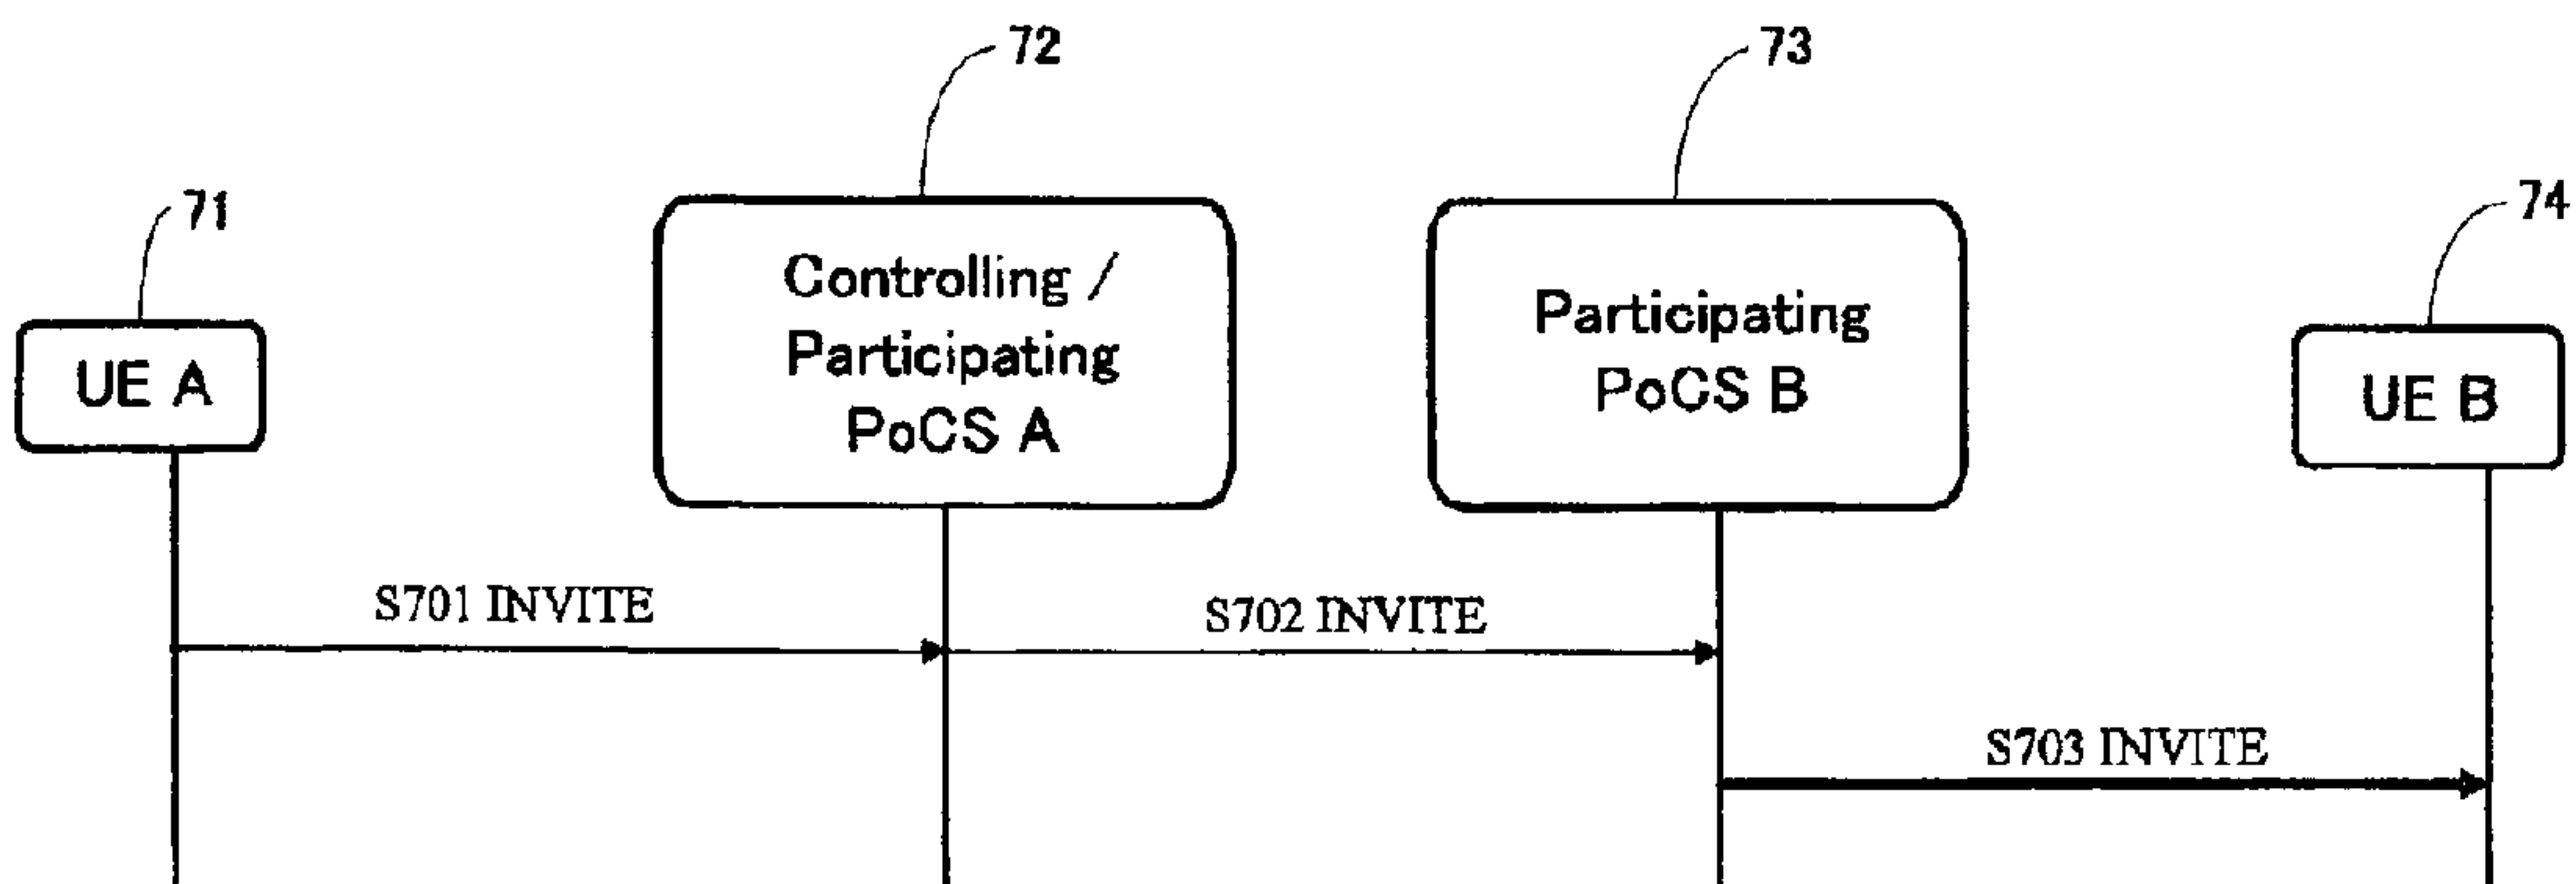 72
73
71
74
Controlling /
Participating
PoCS A
Participating
PoCS B
UE A
UE B
S701 INVITE
S702 INVITE
S703 INVITE